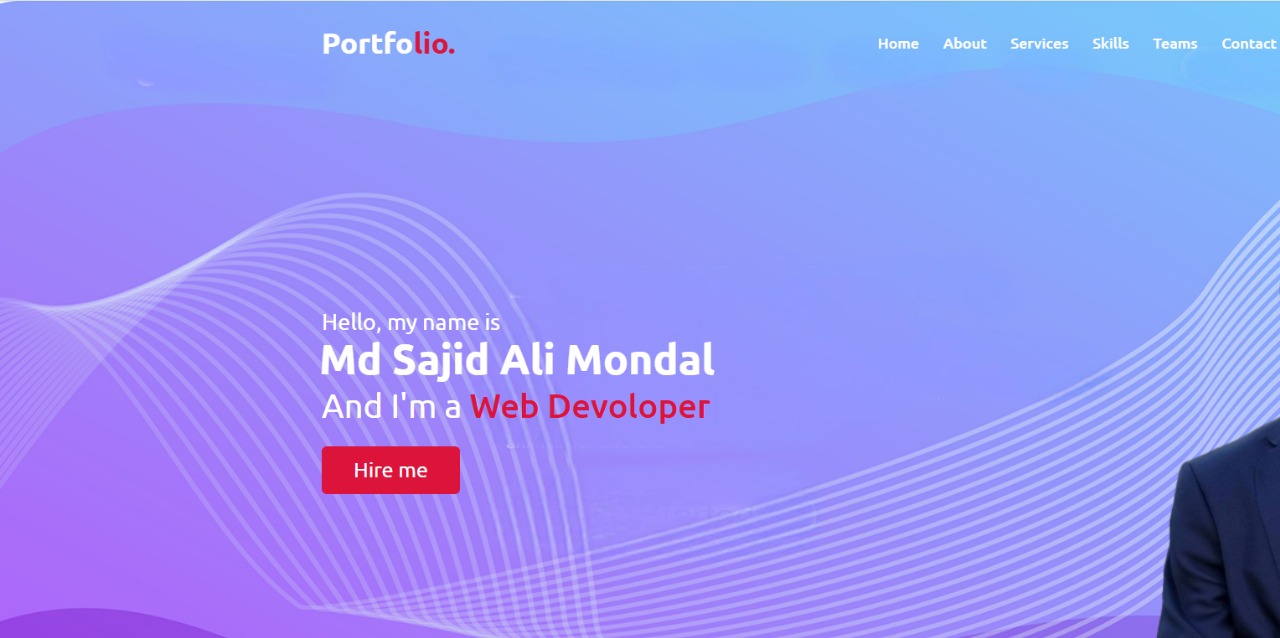 Portfolio.
Home About Services Skills Teams Contact
Hello, my name is
Md Sajid Ali Mondal
And I'm a Web Devoloper
Hire me